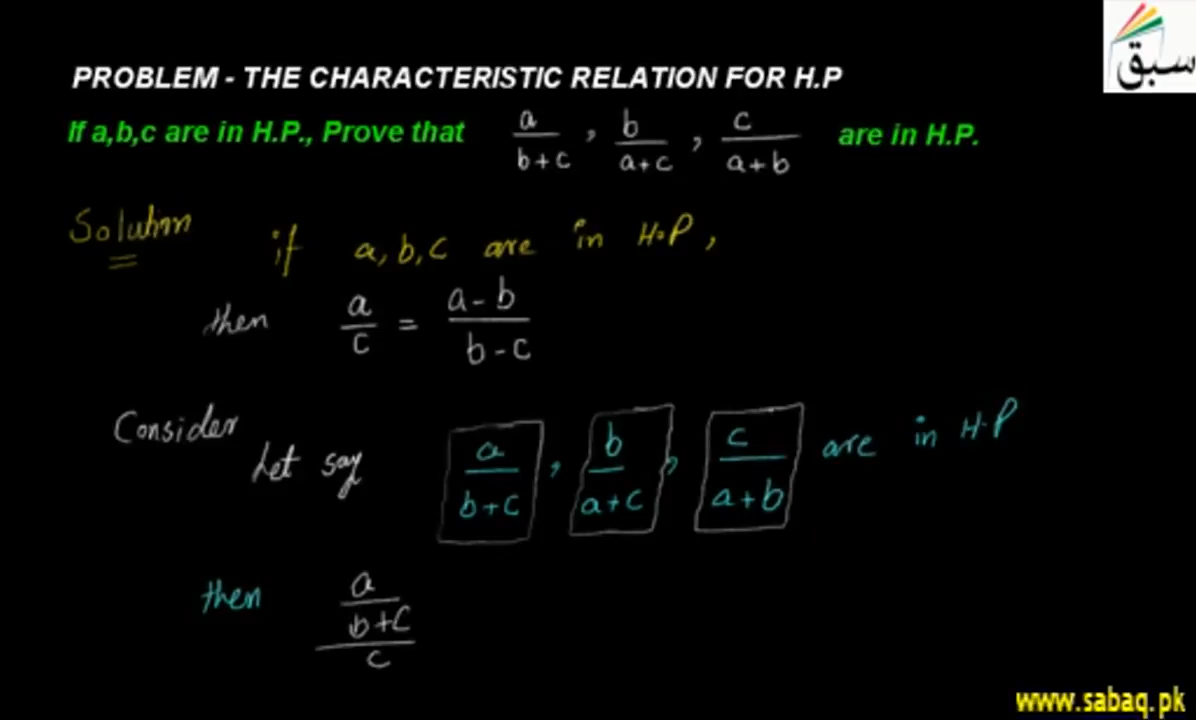 سبق
PROBLEM - THE CHARACTERISTIC RELATION FOR H.P
If a,b,c are in H.P., Prove that a/(b+c) , b/(a+c) , c/(a+b) are in H.P.
Solution if a, b, c are in H.P ,
then a/c = (a-b)/(b-c)
Consider
Let say a/(b+c) , b/(a+c) , c/(a+b) are in H.P
then (a/(b+c))/c
www.sabaq.pk